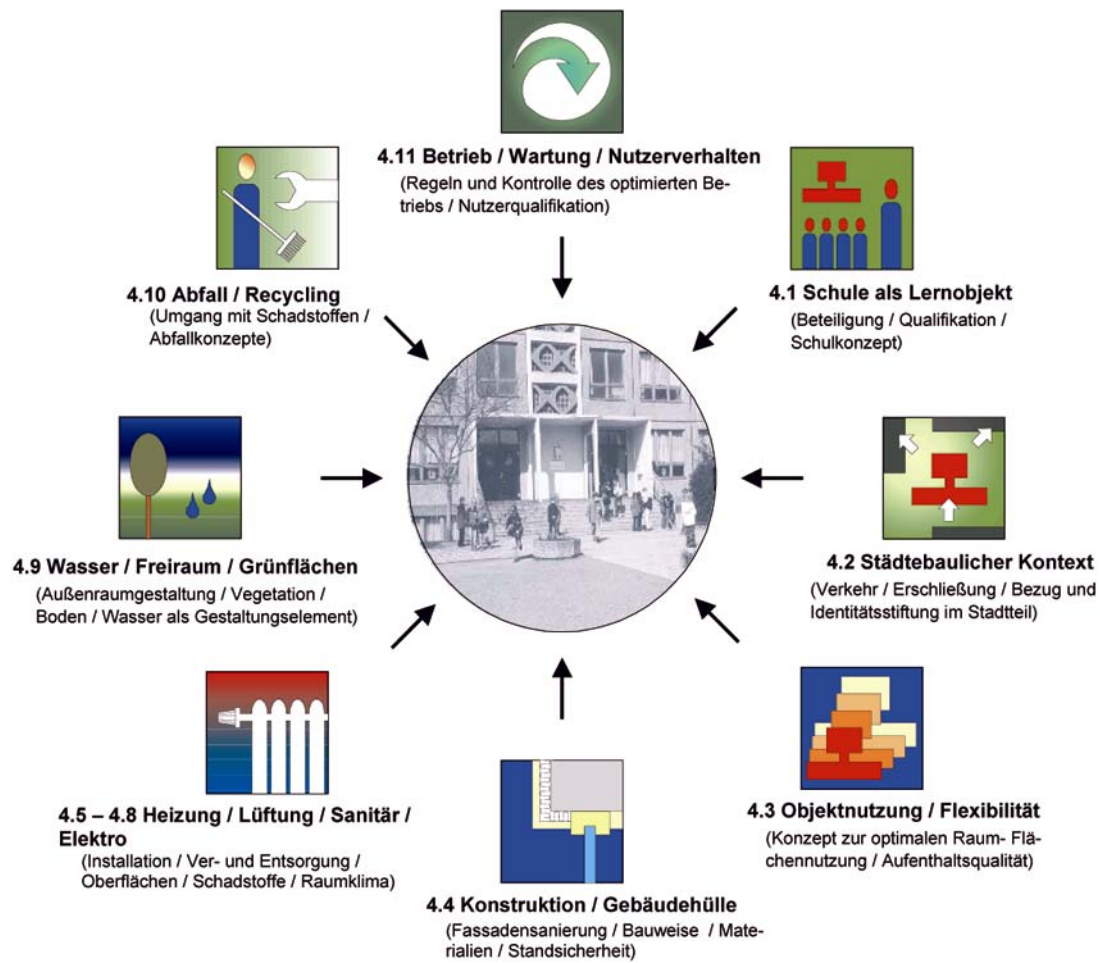 4.11 Betrieb / Wartung / Nutzerverhalten
(Regeln und Kontrolle des optimierten Be-
triebs / Nutzerqualifikation)
4.10 Abfall / Recycling
(Umgang mit Schadstoffen /
Abfallkonzepte)
4.1 Schule als Lernobjekt
(Beteiligung / Qualifikation /
Schulkonzept)
4.9 Wasser / Freiraum / Grünflächen
(Außenraumgestaltung / Vegetation /
Boden / Wasser als Gestaltungselement)
4.2 Städtebaulicher Kontext
(Verkehr / Erschließung / Bezug und
Identitätsstiftung im Stadtteil)
4.5 – 4.8 Heizung / Lüftung / Sanitär /
Elektro
(Installation / Ver- und Entsorgung /
Oberflächen / Schadstoffe / Raumklima)
4.3 Objektnutzung / Flexibilität
(Konzept zur optimalen Raum- Flä-
chennutzung / Aufenthaltsqualität)
4.4 Konstruktion / Gebäudehülle
(Fassadensanierung / Bauweise / Mate-
rialien / Standsicherheit)